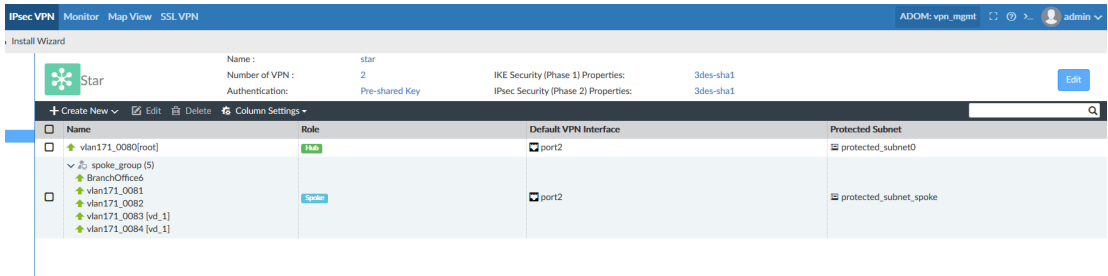 IPsec VPN Monitor Map View SSL VPN ADOM: vpn_mgmt admin
Install Wizard
Star
Name : star
Number of VPN : 2 IKE Security (Phase 1) Properties: 3des-sha1
Authentication: Pre-shared Key IPsec Security (Phase 2) Properties: 3des-sha1
Edit
Create New Edit Delete Column Settings
Name Role Default VPN Interface Protected Subnet
vlan171_0080[root] Hub port2 protected_subnet0
spoke_group (5)
BranchOffice6
vlan171_0081
vlan171_0082 Spoke port2 protected_subnet_spoke
vlan171_0083 [vd_1]
vlan171_0084 [vd_1]